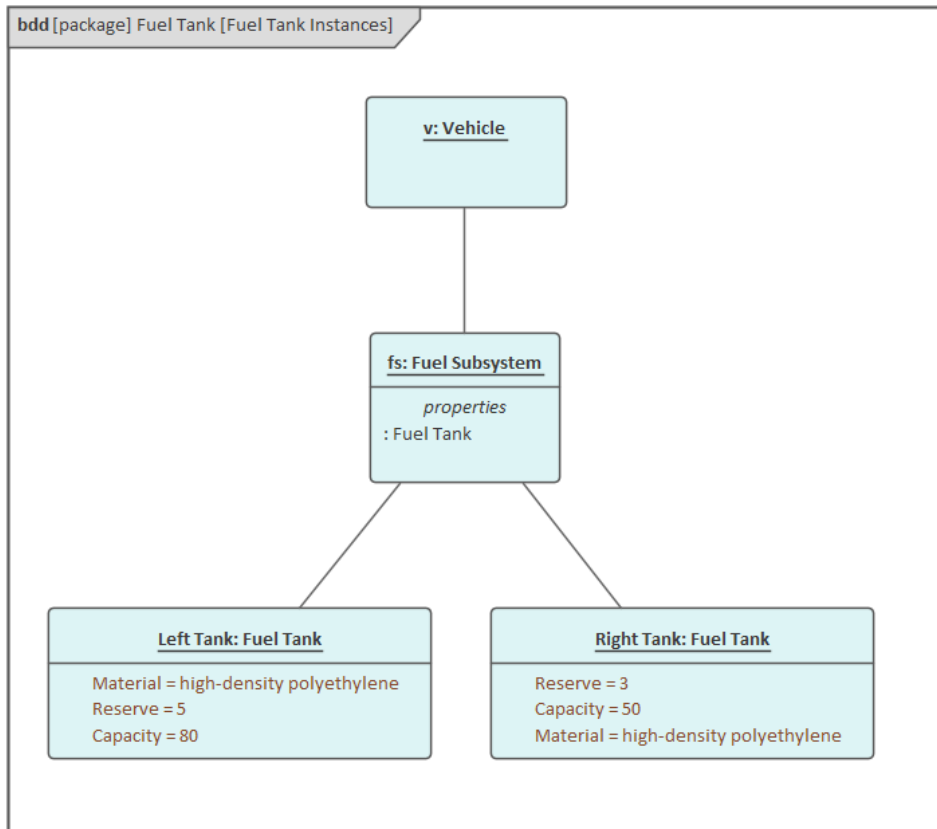 bdd [package] Fuel Tank [Fuel Tank Instances]
v: Vehicle
fs: Fuel Subsystem
properties
: Fuel Tank
Left Tank: Fuel Tank
Material = high-density polyethylene
Reserve = 5
Capacity = 80
Right Tank: Fuel Tank
Reserve = 3
Capacity = 50
Material = high-density polyethylene